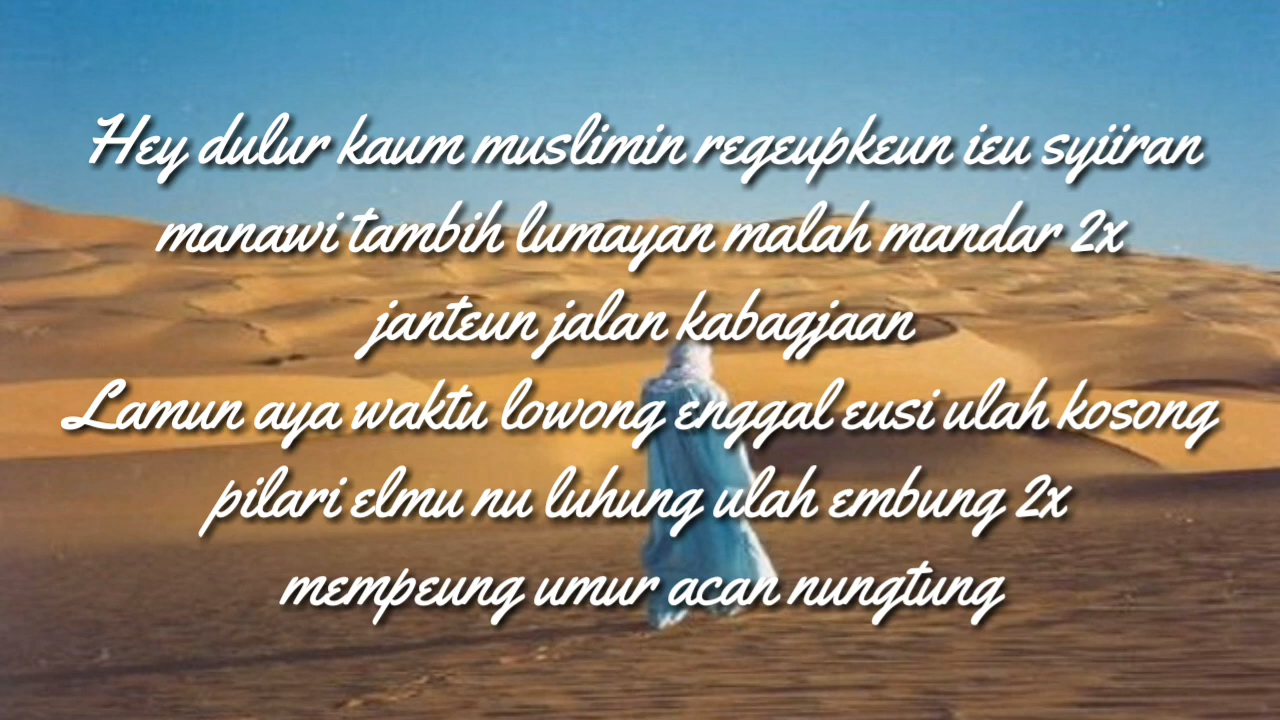 Hey dulur kaum muslimin regeupkeun ieu syiiran
manawi tambih lumayan malah mandar 2x
janteun jalan kabagjaan
Lamun aya waktu lowong enggal eusi ulah kosong
pilari elmu nu luhung ulah embung 2x
mempeung umur acan nungtung